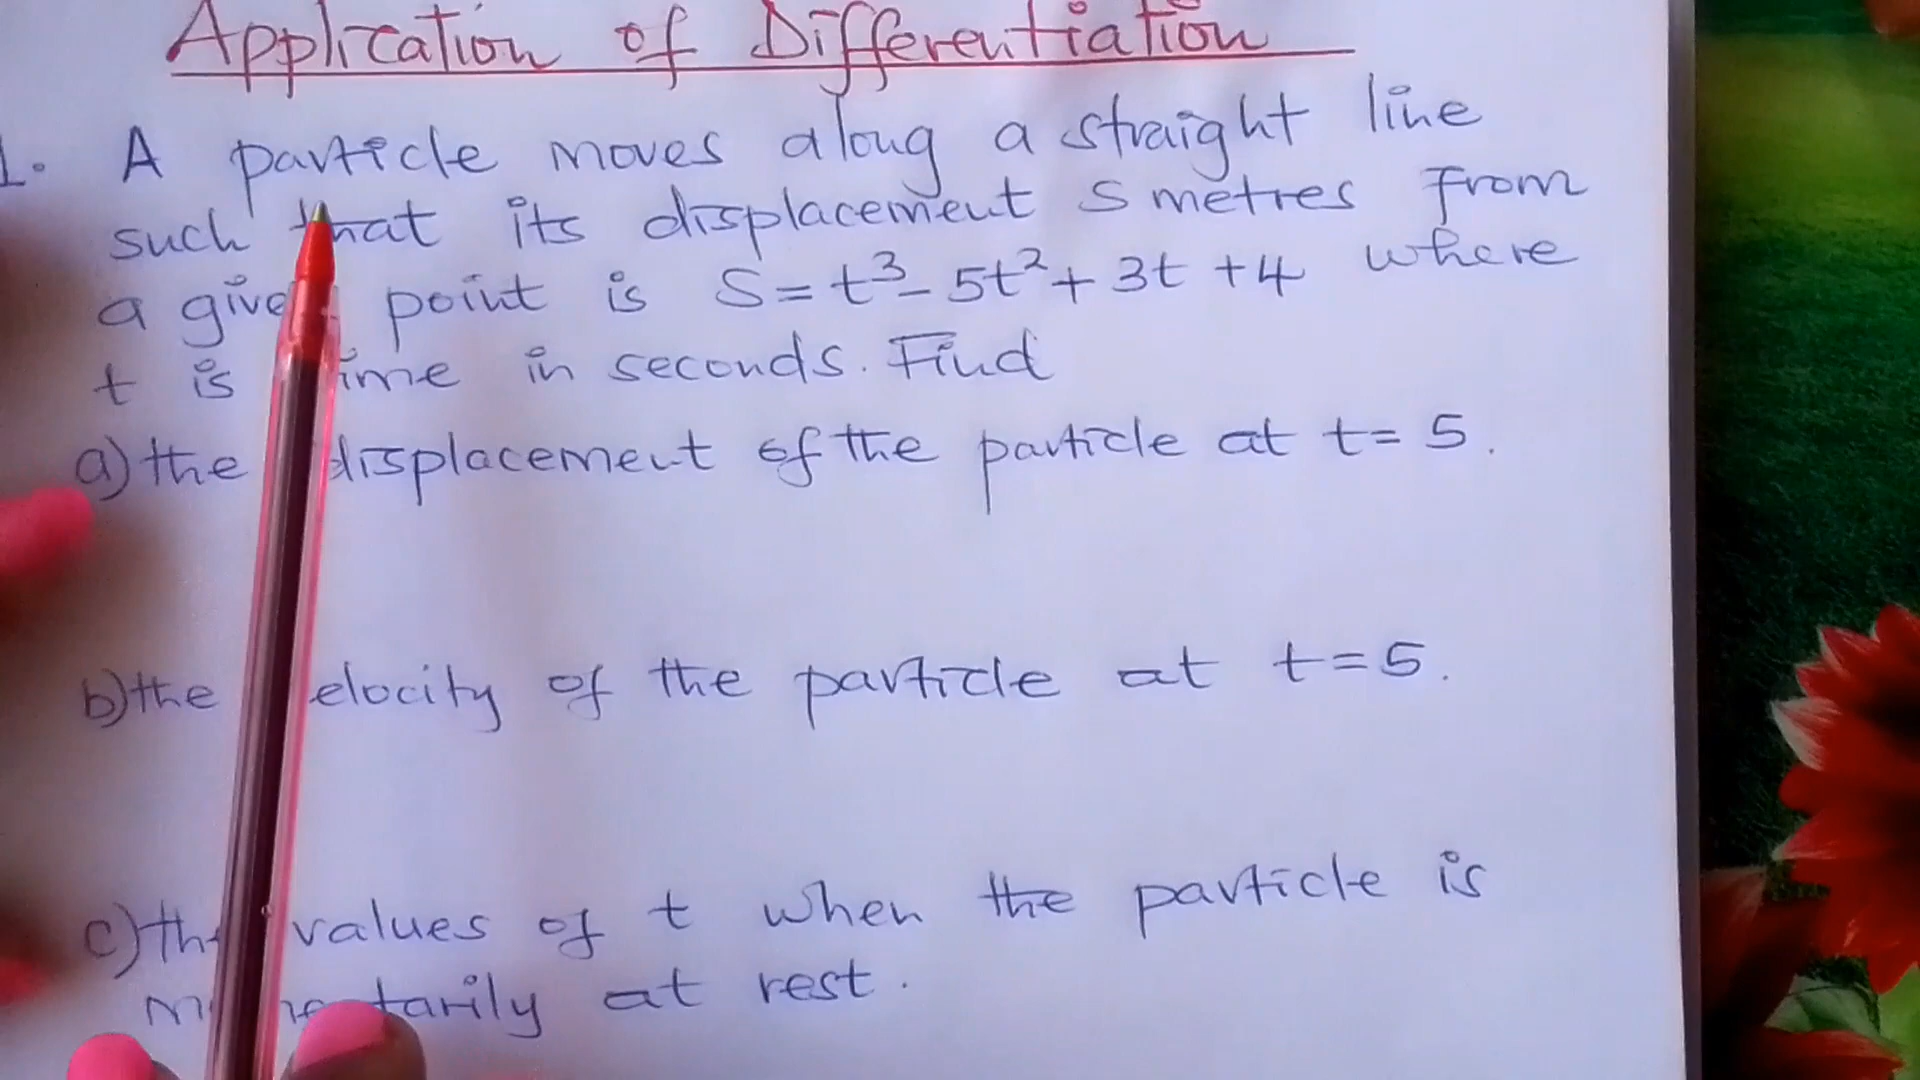 Application of Differentiation
1. A particle moves along a straight line
such that its displacement S metres from
a given point is S = t³ - 5t² + 3t + 4 where
t is time in seconds. Find
a) the displacement of the particle at t = 5.
b) the velocity of the particle at t = 5.
c) the values of t when the particle is
momentarily at rest.